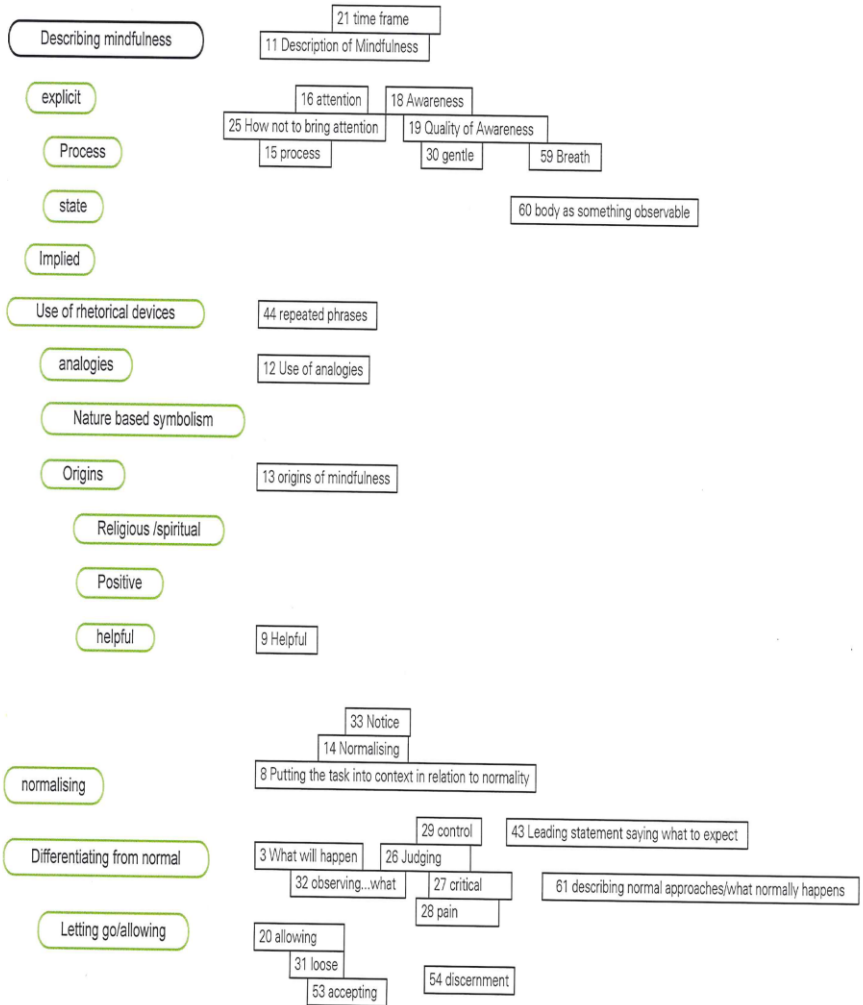 21 time frame
Describing mindfulness
11 Description of Mindfulness
explicit
16 attention
18 Awareness
25 How not to bring attention
19 Quality of Awareness
Process
15 process
30 gentle
59 Breath
state
60 body as something observable
Implied
Use of rhetorical devices
44 repeated phrases
analogies
12 Use of analogies
Nature based symbolism
Origins
13 origins of mindfulness
Religious /spiritual
Positive
helpful
9 Helpful
33 Notice
14 Normalising
8 Putting the task into context in relation to normality
normalising
29 control
43 Leading statement saying what to expect
Differentiating from normal
3 What will happen
26 Judging
32 observing...what
27 critical
61 describing normal approaches/what normally happens
28 pain
Letting go/allowing
20 allowing
31 loose
54 discernment
53 accepting